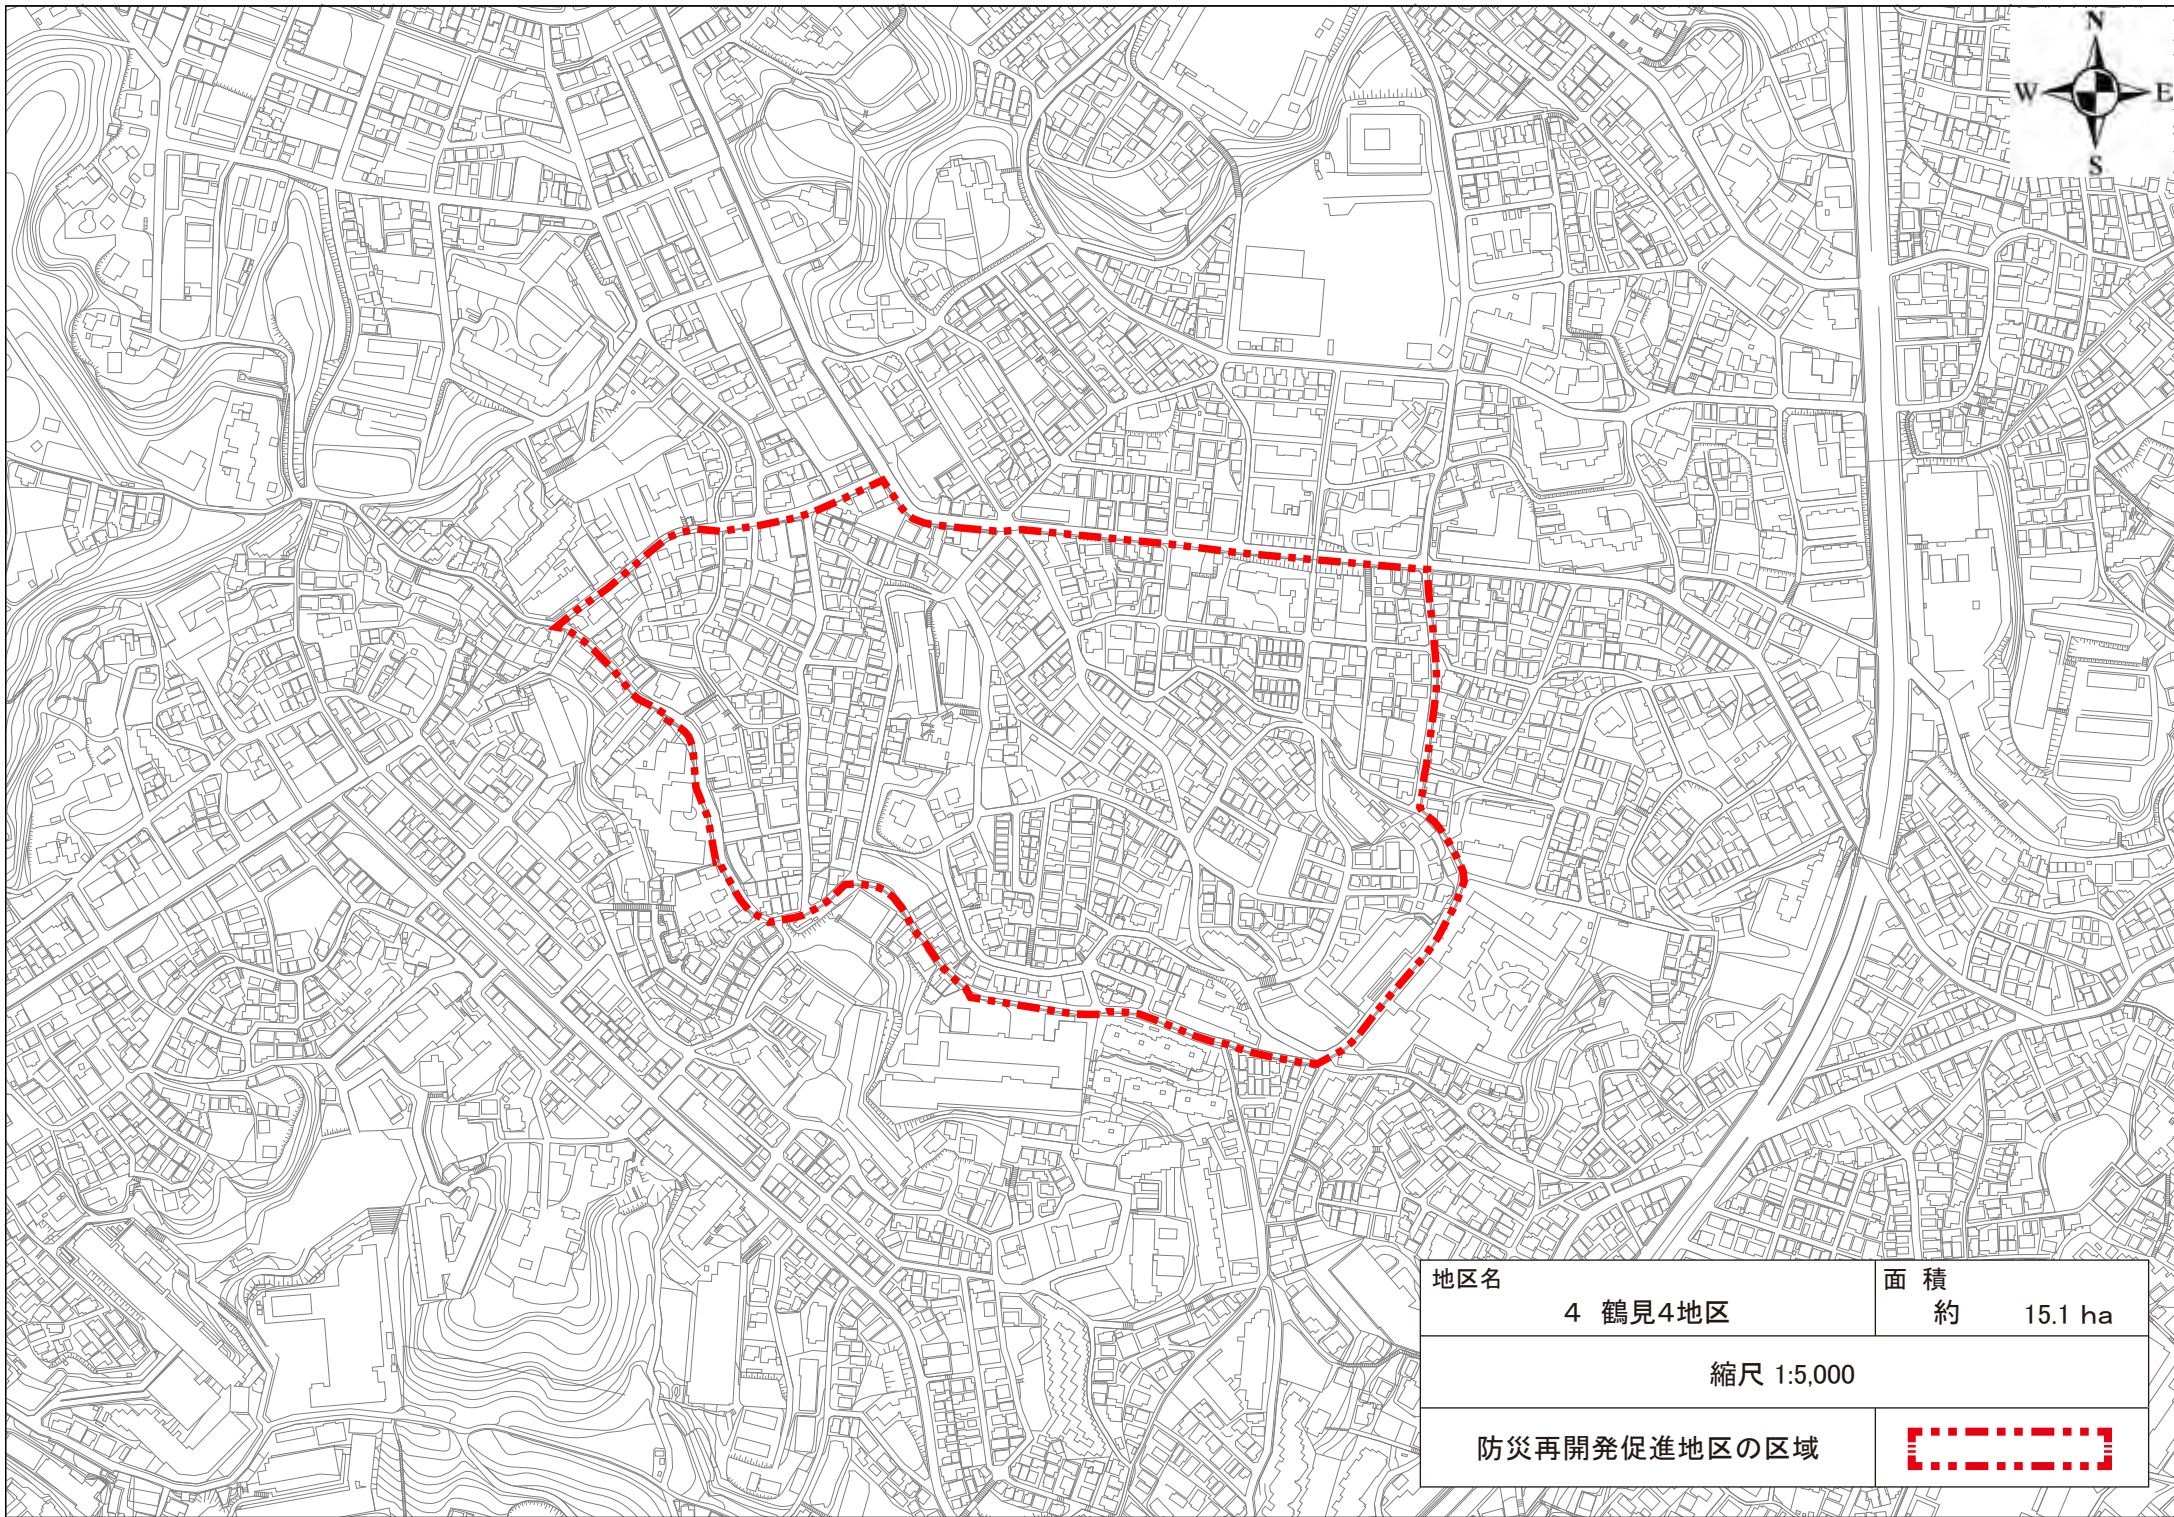 N
W E
S
地区名
4 鶴見4地区
面 積
約 15.1 ha
縮尺 1:5,000
防災再開発促進地区の区域